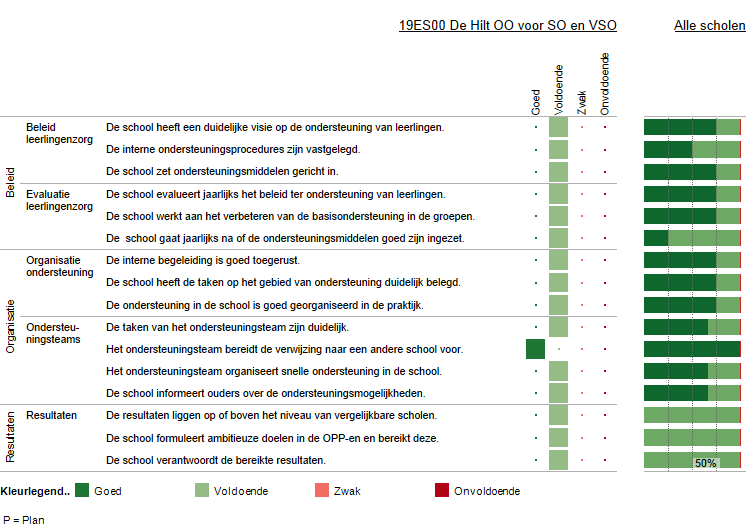 19ES00 De Hilt OO voor SO en VSO
Alle scholen
Goed
Voldoende
Zwak
Onvoldoende
Beleid
Beleid
leerlingenzorg
De school heeft een duidelijke visie op de ondersteuning van leerlingen.
De interne ondersteuningsprocedures zijn vastgelegd.
De school zet ondersteuningsmiddelen gericht in.
Evaluatie
leerlingenzorg
De school evalueert jaarlijks het beleid ter ondersteuning van leerlingen.
De school werkt aan het verbeteren van de basisondersteuning in de groepen.
De school gaat jaarlijks na of de ondersteuningsmiddelen goed zijn ingezet.
Organisatie
Organisatie
ondersteuning
De interne begeleiding is goed toegerust.
De school heeft de taken op het gebied van ondersteuning duidelijk belegd.
De ondersteuning in de school is goed georganiseerd in de praktijk.
Ondersteu-
ningsteams
De taken van het ondersteuningsteam zijn duidelijk.
Het ondersteuningsteam bereidt de verwijzing naar een andere school voor.
Het ondersteuningsteam organiseert snelle ondersteuning in de school.
De school informeert ouders over de ondersteuningsmogelijkheden.
Resultaten
Resultaten
De resultaten liggen op of boven het niveau van vergelijkbare scholen.
De school formuleert ambitieuze doelen in de OPP-en en bereikt deze.
De school verantwoordt de bereikte resultaten.
50%
Kleurlegend.. Goed Voldoende Zwak Onvoldoende
P = Plan